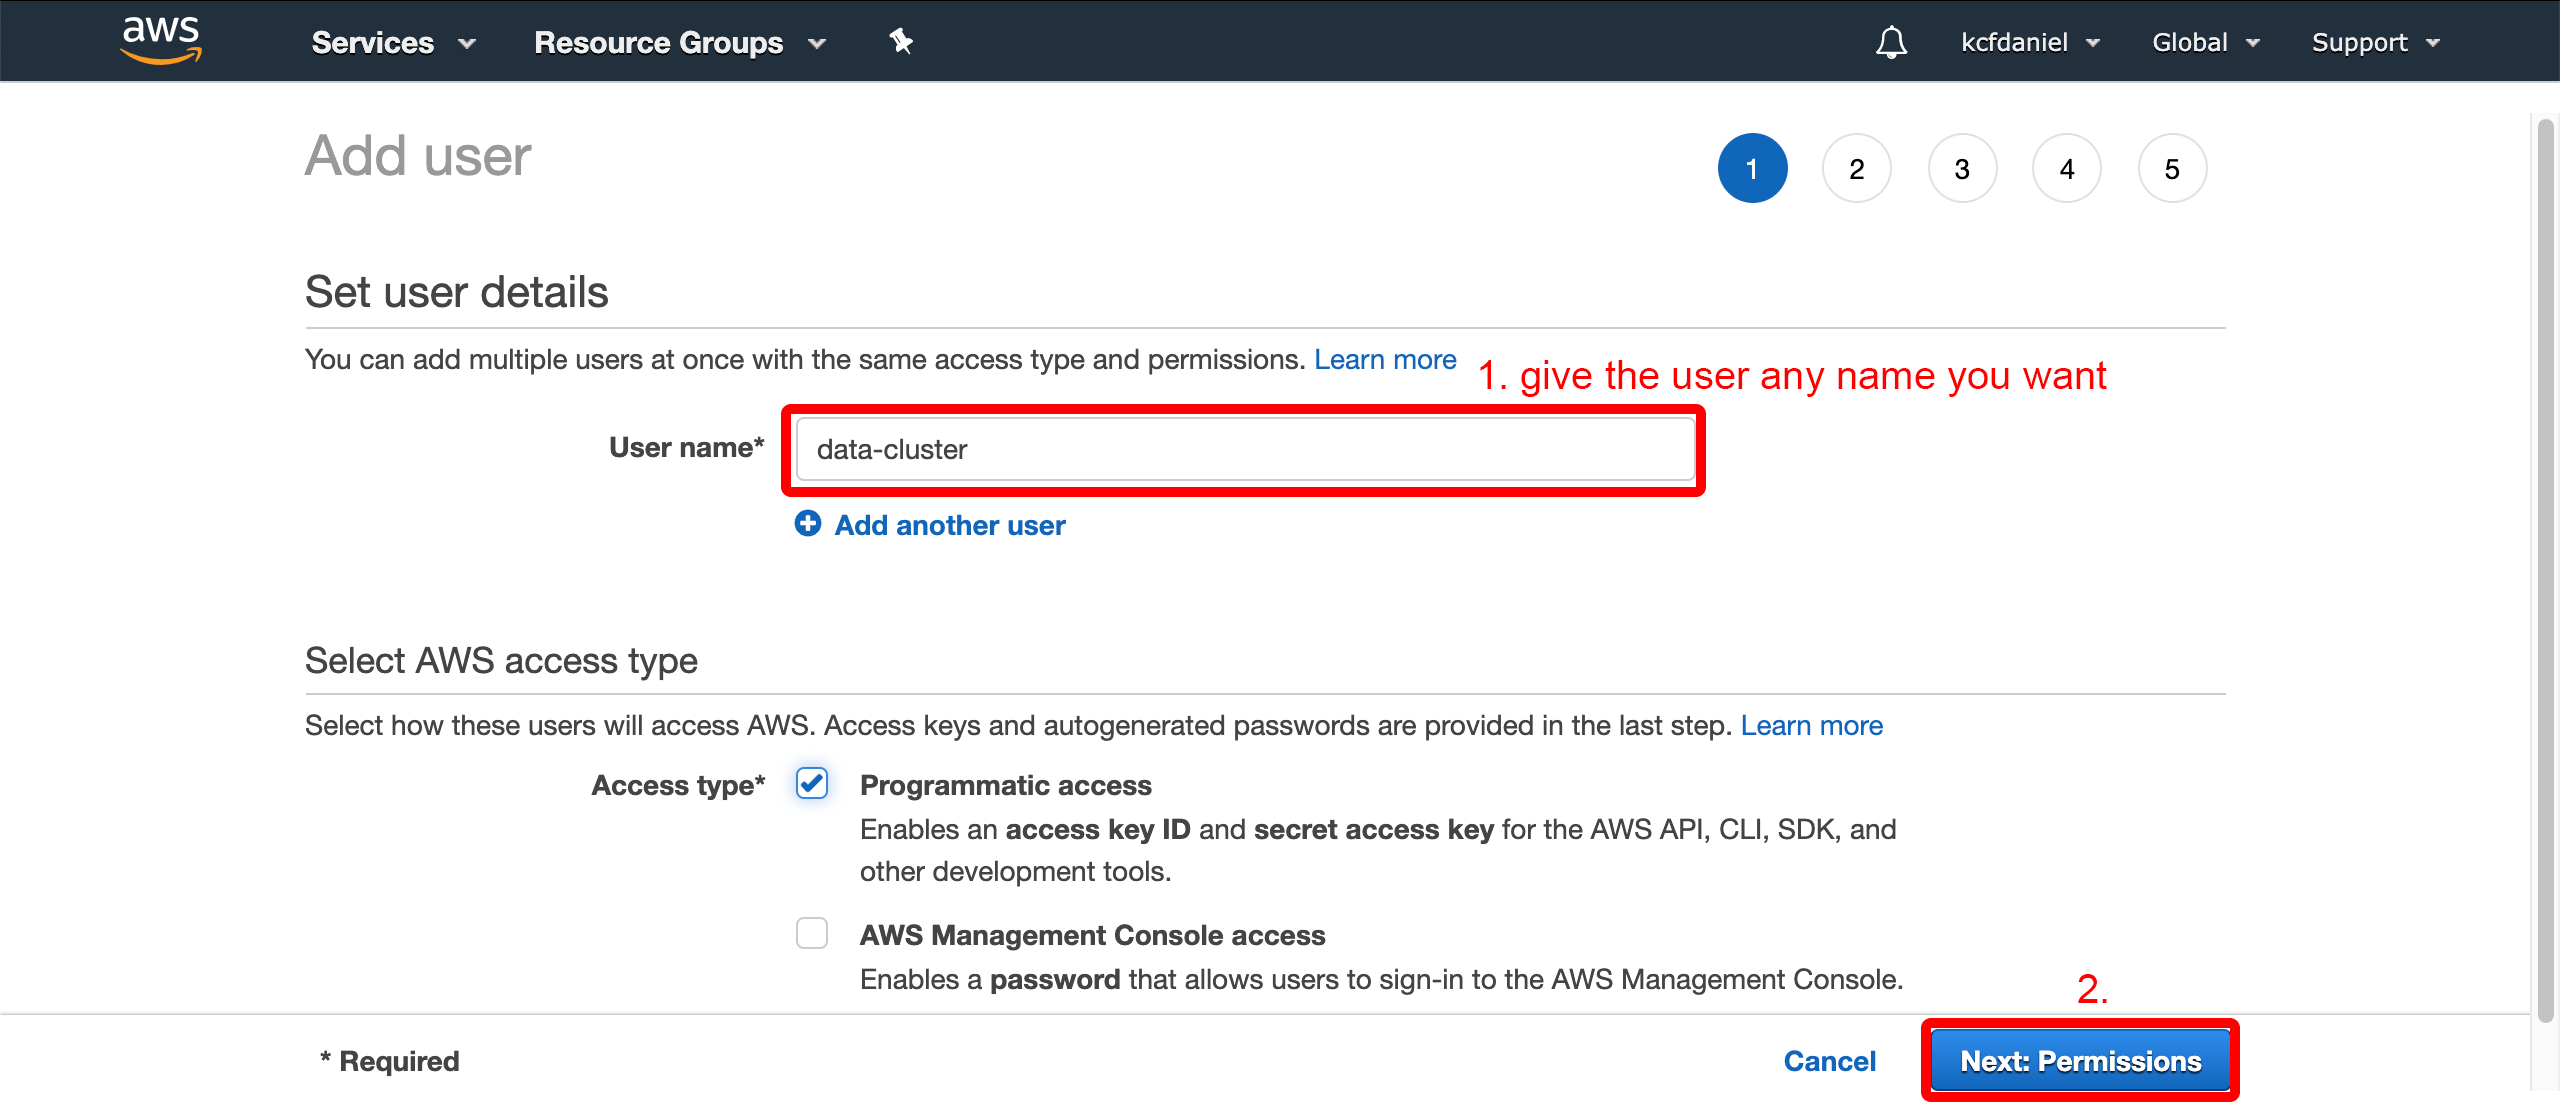 aws Services Resource Groups kcfdaniel Global Support
Add user 1 2 3 4 5
Set user details
You can add multiple users at once with the same access type and permissions. Learn more
1. give the user any name you want
User name* data-cluster
Add another user
Select AWS access type
Select how these users will access AWS. Access keys and autogenerated passwords are provided in the last step. Learn more
Access type* Programmatic access
Enables an access key ID and secret access key for the AWS API, CLI, SDK, and
other development tools.
AWS Management Console access
Enables a password that allows users to sign-in to the AWS Management Console.
2.
* Required Cancel Next: Permissions